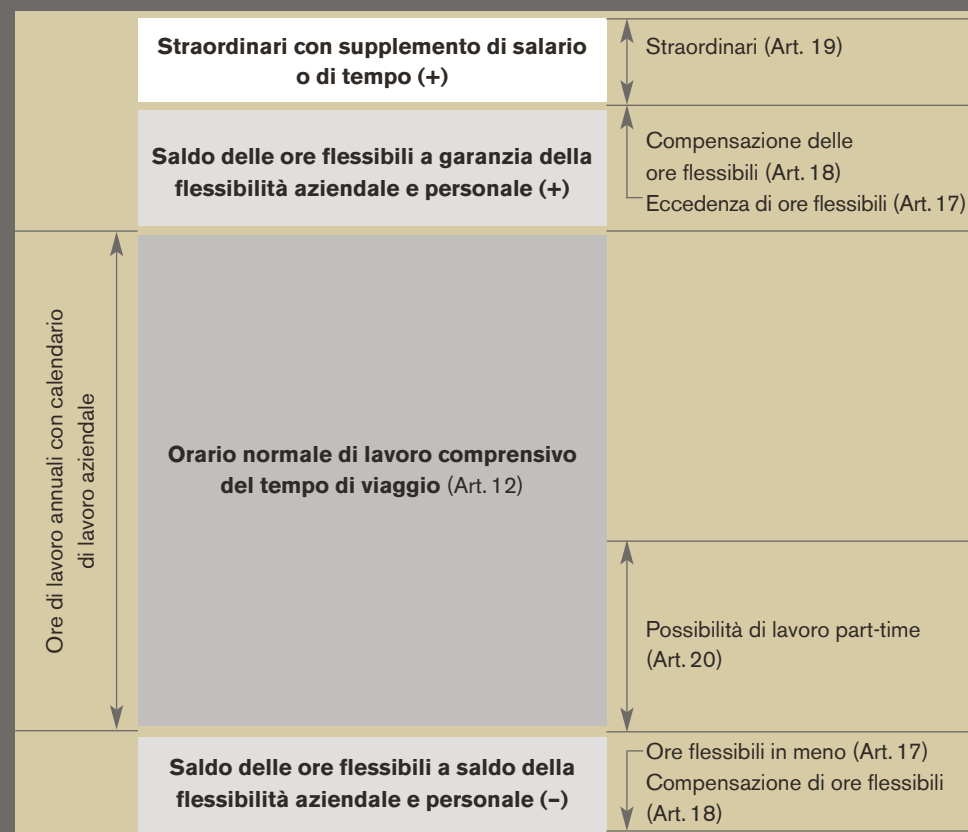 Straordinari con supplemento di salario
o di tempo (+)
Straordinari (Art. 19)
Saldo delle ore flessibili a garanzia della
flessibilità aziendale e personale (+)
Compensazione delle
ore flessibili (Art. 18)
Eccedenza di ore flessibili (Art. 17)
Ore di lavoro annuali con calendario
di lavoro aziendale
Orario normale di lavoro comprensivo
del tempo di viaggio (Art. 12)
Possibilità di lavoro part-time
(Art. 20)
Saldo delle ore flessibili a saldo della
flessibilità aziendale e personale (–)
Ore flessibili in meno (Art. 17)
Compensazione di ore flessibili
(Art. 18)